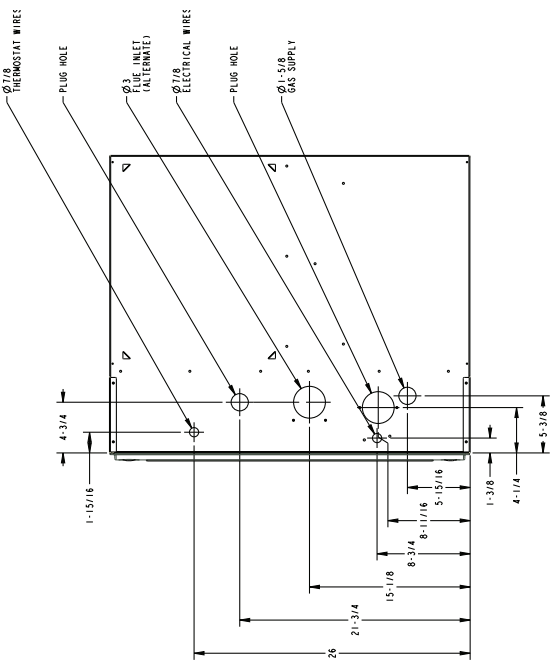 Ø7/8
THERMOSTAT WIRES
PLUG HOLE
Ø3
FLUE INLET
(ALTERNATE)
Ø7/8
ELECTRICAL WIRES
PLUG HOLE
Ø1-5/8
GAS SUPPLY
4-3/4
1-15/16
5-3/8
4-1/4
1-3/8
5-15/16
8-11/16
8-3/4
15-1/8
21-3/4
26